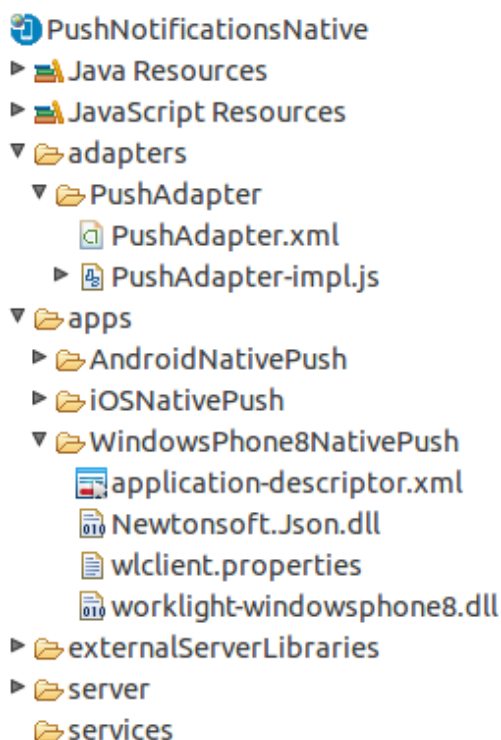 PushNotificationsNative
Java Resources
JavaScript Resources
adapters
PushAdapter
PushAdapter.xml
PushAdapter-impl.js
apps
AndroidNativePush
iOSNativePush
WindowsPhone8NativePush
application-descriptor.xml
Newtonsoft.Json.dll
wlclient.properties
worklight-windowsphone8.dll
externalServerLibraries
server
services